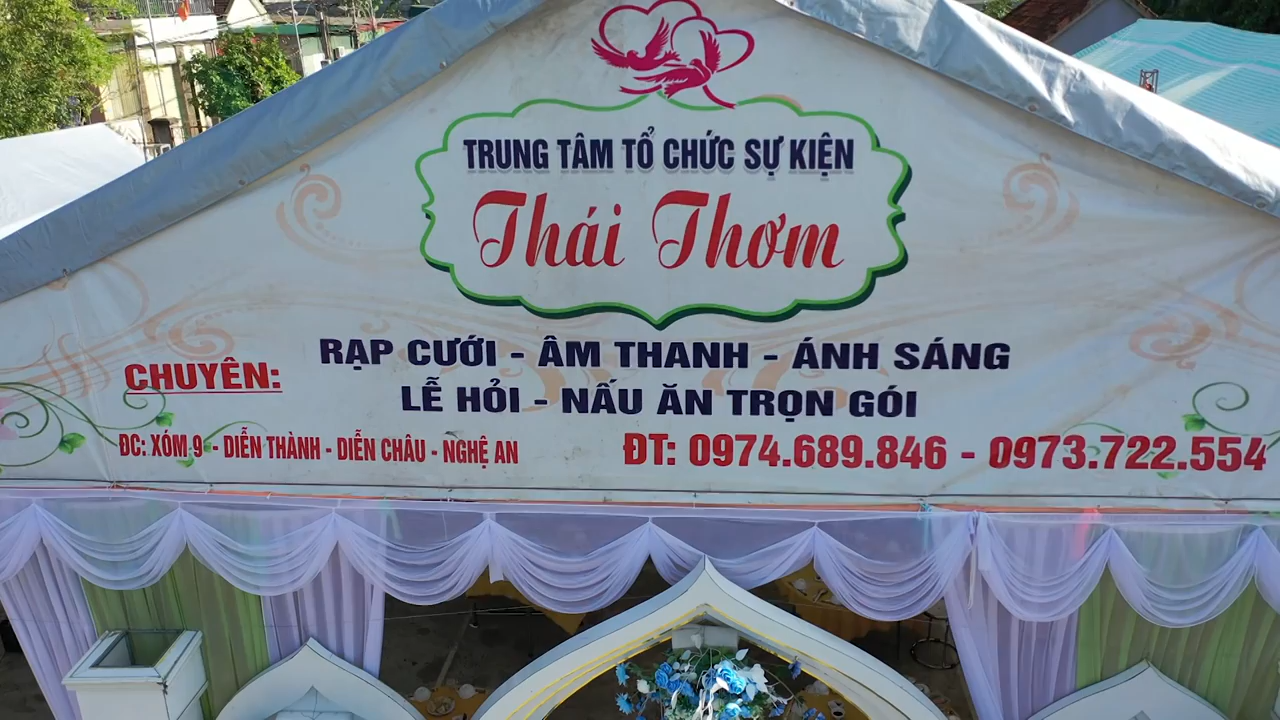 TRUNG TÂM TỔ CHỨC SỰ KIỆN
Thái Thơm
CHUYÊN:
RẠP CƯỚI - ÂM THANH - ÁNH SÁNG
LỄ HỎI - NẤU ĂN TRỌN GÓI
ĐC: XÓM 9 - DIỄN THÀNH - DIỄN CHÂU - NGHỆ AN
ĐT: 0974.689.846 - 0973.722.554